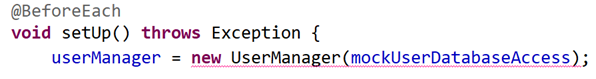 @BeforeEach
void setUp() throws Exception {
userManager = new UserManager(mockUserDatabaseAccess);